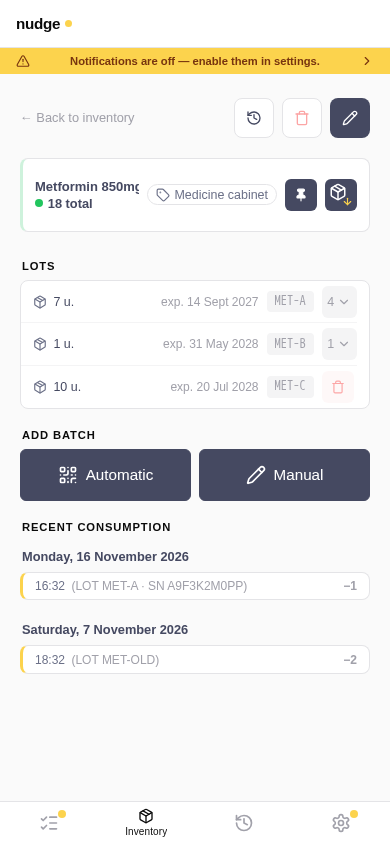 nudge
Notifications are off — enable them in settings.
← Back to inventory
Metformin 850mg
18 total
Medicine cabinet
LOTS
7 u. exp. 14 Sept 2027 MET-A 4
1 u. exp. 31 May 2028 MET-B 1
10 u. exp. 20 Jul 2028 MET-C
ADD BATCH
Automatic Manual
RECENT CONSUMPTION
Monday, 16 November 2026
16:32 (LOT MET-A · SN A9F3K2M0PP) −1
Saturday, 7 November 2026
18:32 (LOT MET-OLD) −2
Inventory